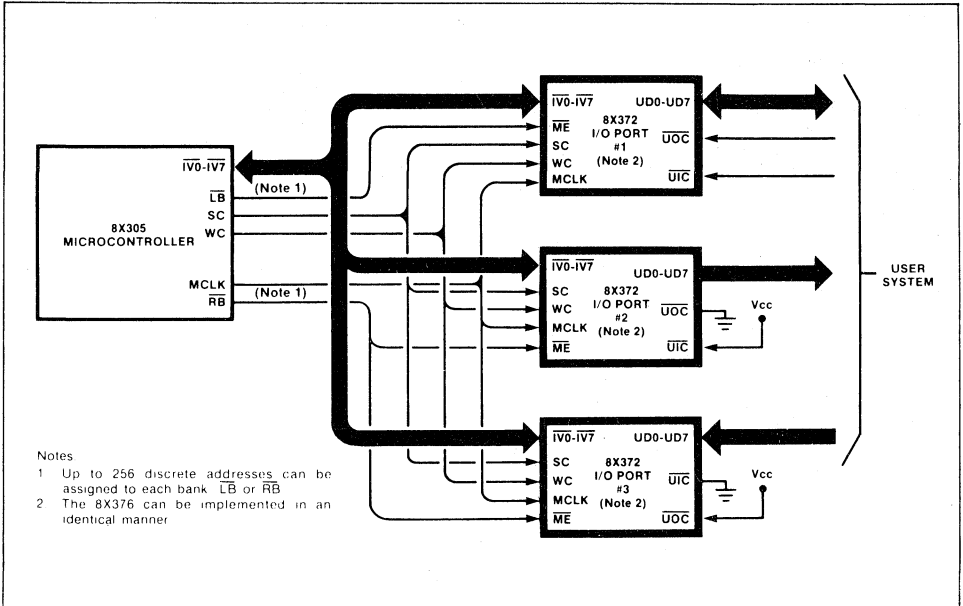 IV0-IV7
(Note 1)
LB
SC
WC
8X305
MICROCONTROLLER
MCLK
(Note 1)
RB
IV0-IV7
UD0-UD7
ME
8X372
I/O PORT
#1
(Note 2)
UOC
SC
WC
UIC
MCLK
IV0-IV7
UD0-UD7
SC
8X372
I/O PORT
#2
(Note 2)
WC
UOC
MCLK
ME
UIC
Vcc
IV0-IV7
UD0-UD7
SC
8X372
I/O PORT
#3
(Note 2)
WC
UIC
MCLK
ME
UOC
Vcc
USER
SYSTEM
Notes
1 Up to 256 discrete addresses can be
assigned to each bank LB or RB
2 The 8X376 can be implemented in an
identical manner